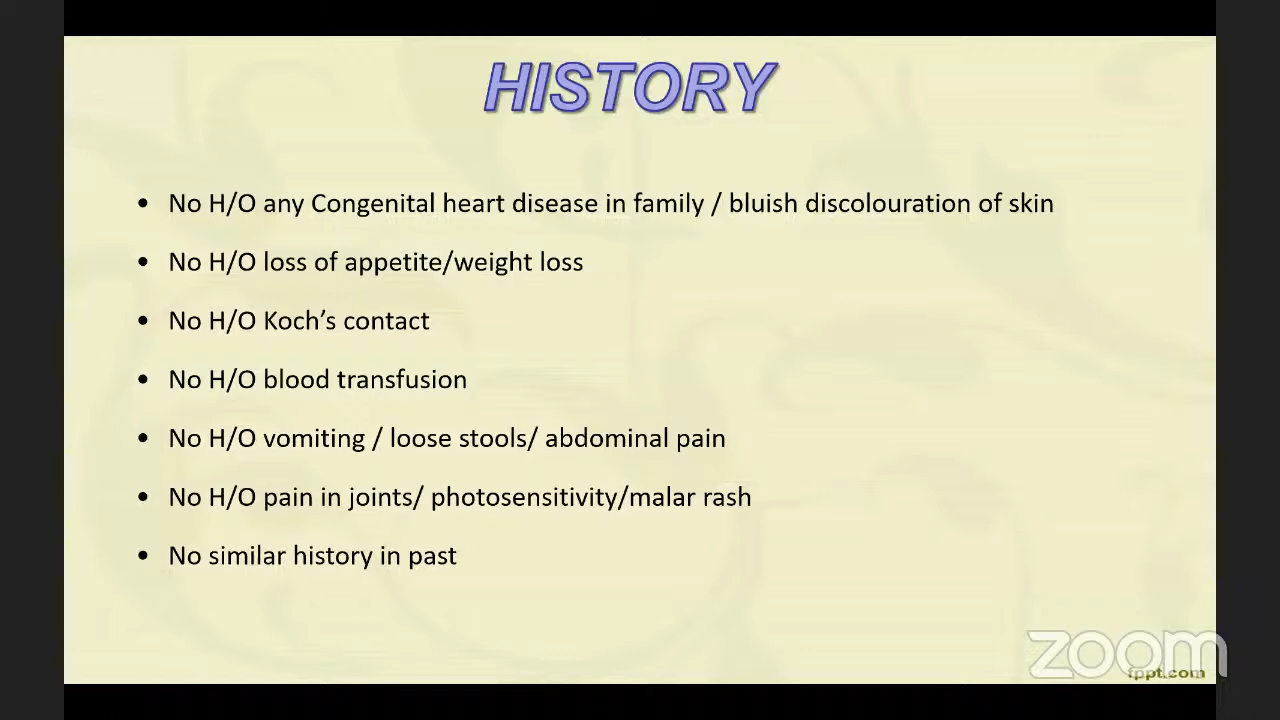 HISTORY
• No H/O any Congenital heart disease in family / bluish discolouration of skin
• No H/O loss of appetite/weight loss
• No H/O Koch’s contact
• No H/O blood transfusion
• No H/O vomiting / loose stools/ abdominal pain
• No H/O pain in joints/ photosensitivity/malar rash
• No similar history in past
zoom
fppt.com